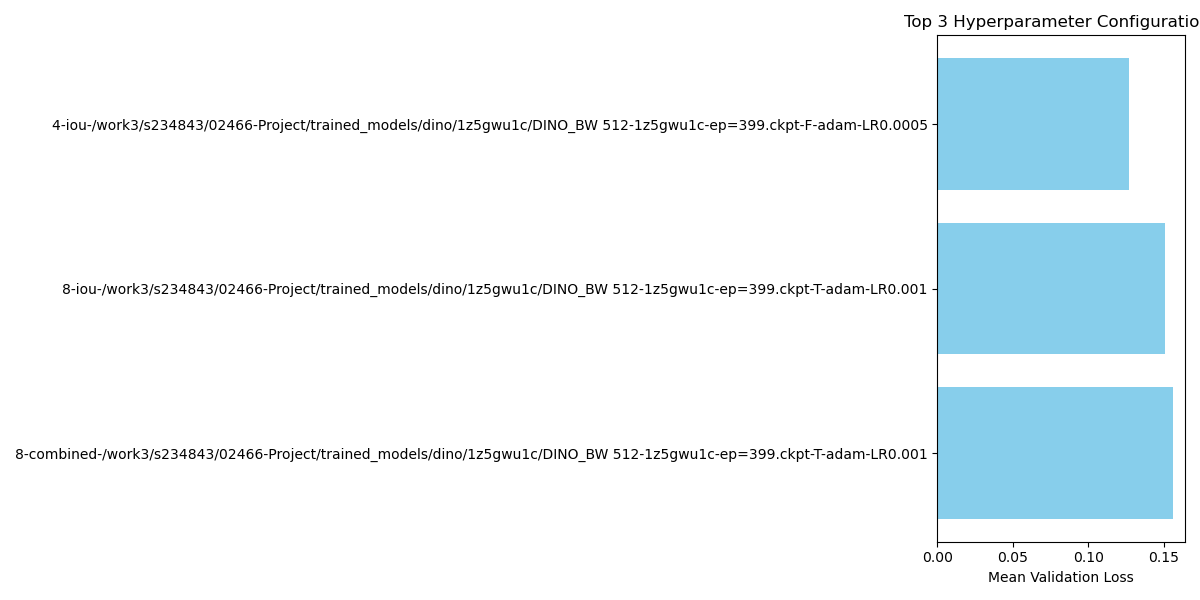 Top 3 Hyperparameter Configuratio
4-iou-/work3/s234843/02466-Project/trained_models/dino/1z5gwu1c/DINO_BW 512-1z5gwu1c-ep=399.ckpt-F-adam-LR0.0005
8-iou-/work3/s234843/02466-Project/trained_models/dino/1z5gwu1c/DINO_BW 512-1z5gwu1c-ep=399.ckpt-T-adam-LR0.001
8-combined-/work3/s234843/02466-Project/trained_models/dino/1z5gwu1c/DINO_BW 512-1z5gwu1c-ep=399.ckpt-T-adam-LR0.001
0.00 0.05 0.10 0.15
Mean Validation Loss